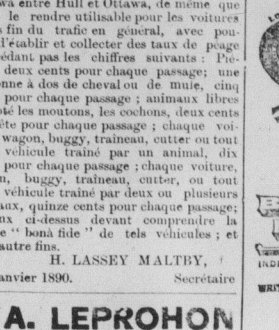 wa entre Hull et Ottawa, de même que
le rendre utilisable pour les voitures
s fin du trafic en général, avec pou-
d'établir et collecter des taux de péage
édant pas les chiffres suivants : Pié-
deux cents pour chaque passage; une
onne à dos de cheval ou de mule, cinq
pour chaque passage ; animaux libres
pté les moutons, les cochons, deux cents
ête pour chaque passage ; chaque voi-
wagon, buggy, traîneau, cutter ou tout
véhicule traîné par un animal, dix
pour chaque passage ; chaque voiture,
n, buggy, traîneau, cutter, ou tout
véhicule traîné par deux ou plusieurs
aux, quinze cents pour chaque passage;
ux ci-dessus devant comprendre la
e " bonâ fide " de tels véhicules ; et
autre fins.
H. LASSEY MALTBY,
anvier 1890. Secrétaire
A. LEPROHON